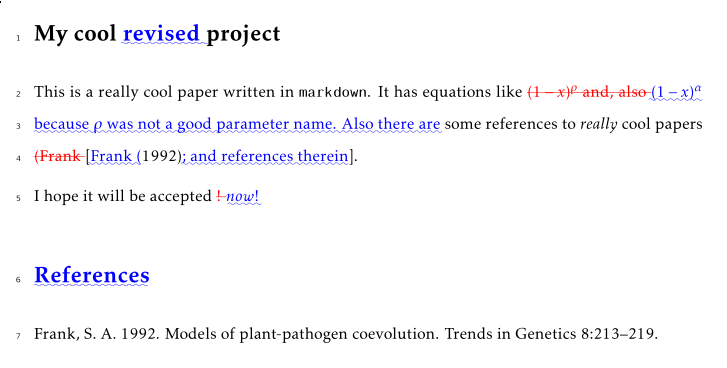 1 My cool revised project
2 This is a really cool paper written in markdown. It has equations like (1 − x)^ρ and, also (1 − x)^α
3 because ρ was not a good parameter name. Also there are some references to really cool papers
4 (Frank [Frank (1992); and references therein].
5 I hope it will be accepted ! now!
6 References
7 Frank, S. A. 1992. Models of plant-pathogen coevolution. Trends in Genetics 8:213–219.